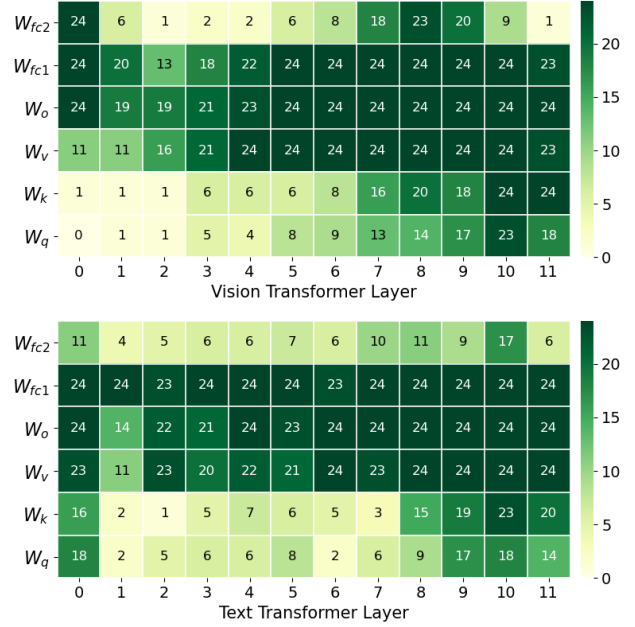 W_fc2 24 6 1 2 2 6 8 18 23 20 9 1
W_fc1 24 20 13 18 22 24 24 24 24 24 24 23
W_o 24 19 19 21 23 24 24 24 24 24 24 24
W_v 11 11 16 21 24 24 24 24 24 24 24 23
W_k 1 1 1 6 6 6 8 16 20 18 24 24
W_q 0 1 1 5 4 8 9 13 14 17 23 18
0 1 2 3 4 5 6 7 8 9 10 11
Vision Transformer Layer
20
15
10
5
0
W_fc2 11 4 5 6 6 7 6 10 11 9 17 6
W_fc1 24 24 23 24 24 24 23 24 24 24 24 24
W_o 24 14 22 21 24 23 24 24 24 24 24 24
W_v 23 11 23 20 22 21 24 23 24 24 24 24
W_k 16 2 1 5 7 6 5 3 15 19 23 20
W_q 18 2 5 6 6 8 2 6 9 17 18 14
0 1 2 3 4 5 6 7 8 9 10 11
Text Transformer Layer
20
15
10
5
0